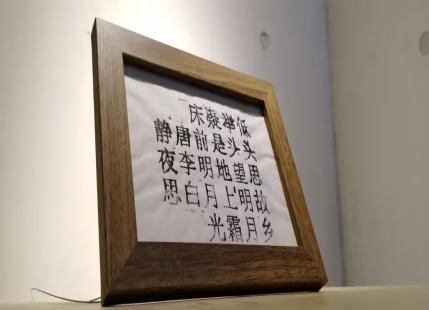 静夜思
唐李白
床前明月光
疑是地上霜
举头望明月
低头思故乡